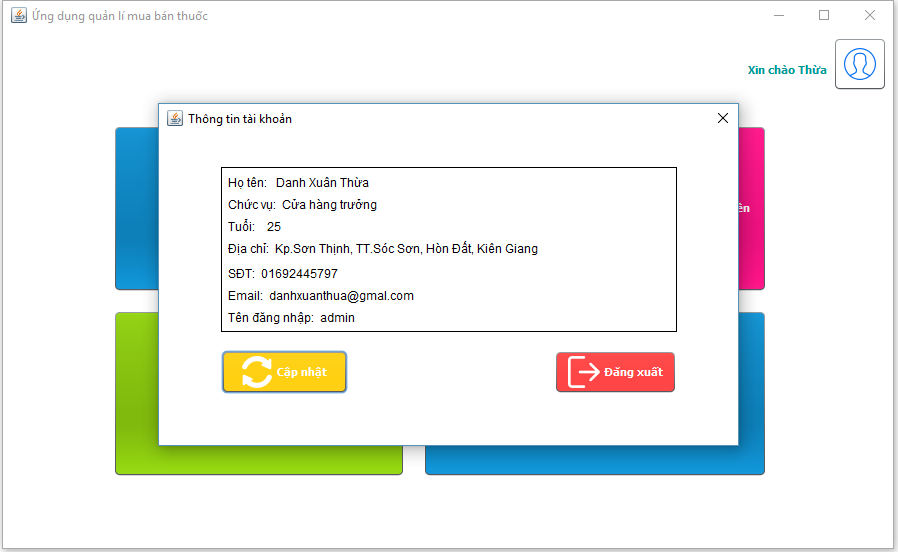 Ứng dụng quản lí mua bán thuốc
Xin chào Thừa
Thông tin tài khoản
Họ tên: Danh Xuân Thừa
Chức vụ: Cửa hàng trưởng
Tuổi: 25
Địa chỉ: Kp.Sơn Thịnh, TT.Sóc Sơn, Hòn Đất, Kiên Giang
SĐT: 01692445797
Email: danhxuanthua@gmal.com
Tên đăng nhập: admin
Cập nhật
Đăng xuất